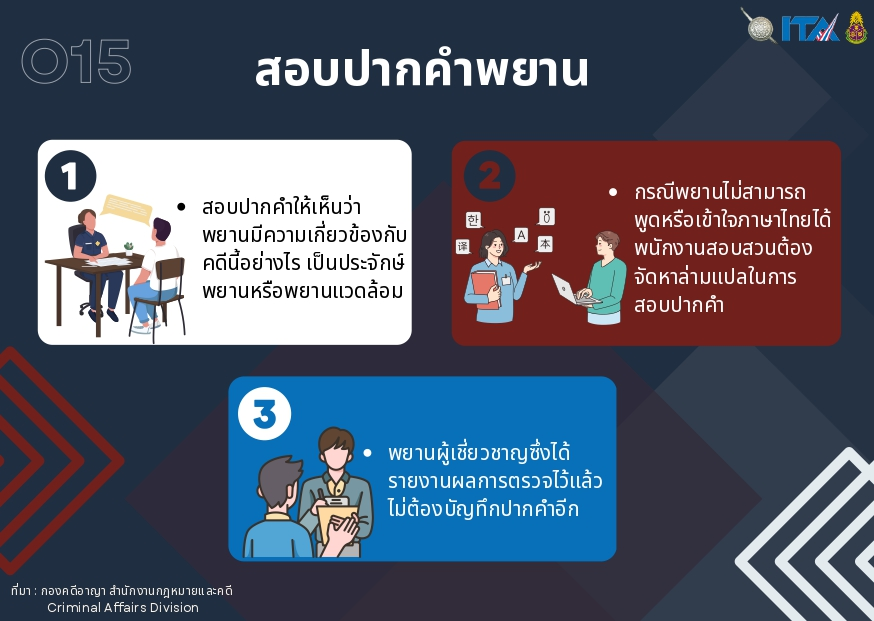 O15
ITA
สอบปากคำพยาน
1
สอบปากคำให้เห็นว่า
พยานมีความเกี่ยวข้องกับ
คดีนี้อย่างไร เป็นประจักษ์
พยานหรือพยานแวดล้อม
2
한
译
A
本
กรณีพยานไม่สามารถ
พูดหรือเข้าใจภาษาไทยได้
พนักงานสอบสวนต้อง
จัดหาล่ามแปลในการ
สอบปากคำ
3
พยานผู้เชี่ยวชาญซึ่งได้
รายงานผลการตรวจไว้แล้ว
ไม่ต้องบัญทึกปากคำอีก
ที่มา : กองคดีอาญา สำนักงานกฎหมายและคดี
Criminal Affairs Division